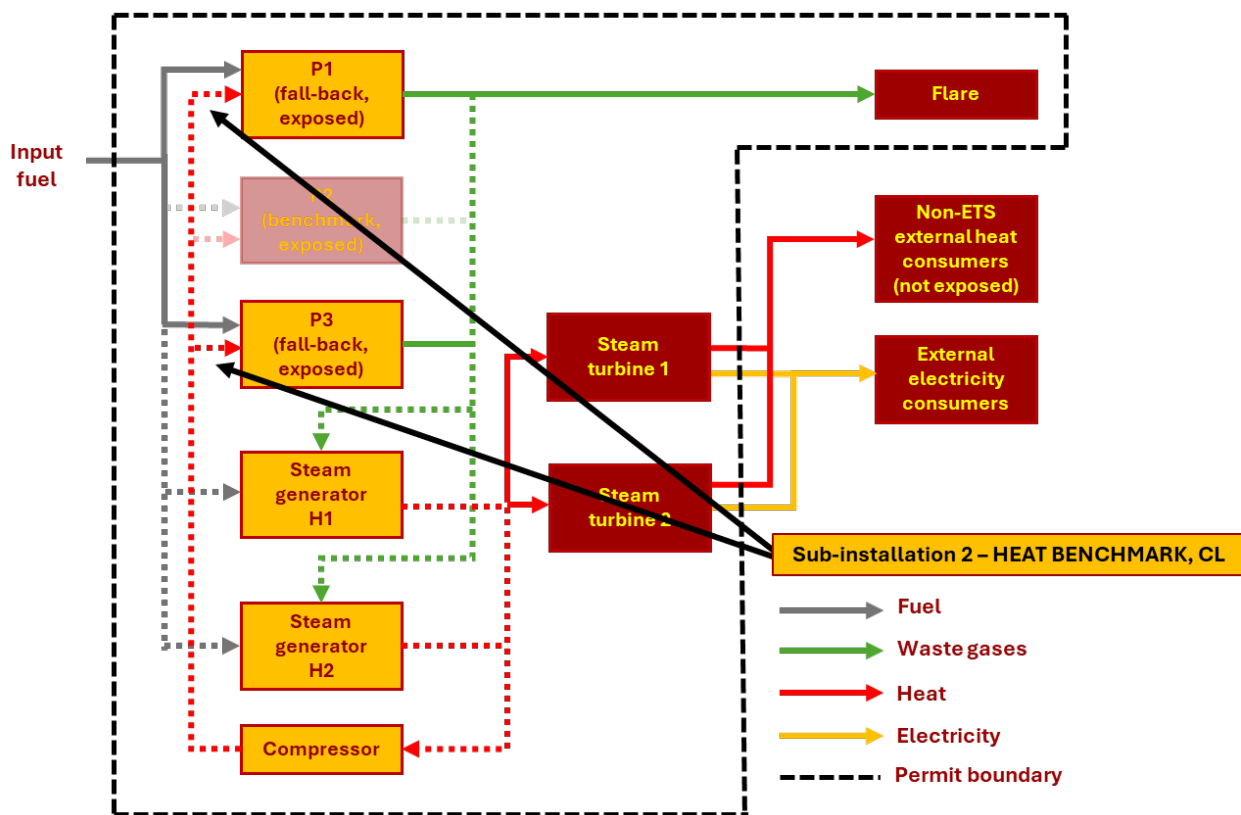 P1
(fall-back,
exposed)
Flare
Input
fuel
P2
(benchmark,
exposed)
Non-ETS
external heat
consumers
(not exposed)
P3
(fall-back,
exposed)
Steam
turbine 1
External
electricity
consumers
Steam
generator
H1
Steam
turbine 2
Sub-installation 2 – HEAT BENCHMARK, CL
Fuel
Steam
generator
H2
Waste gases
Heat
Electricity
Compressor
Permit boundary